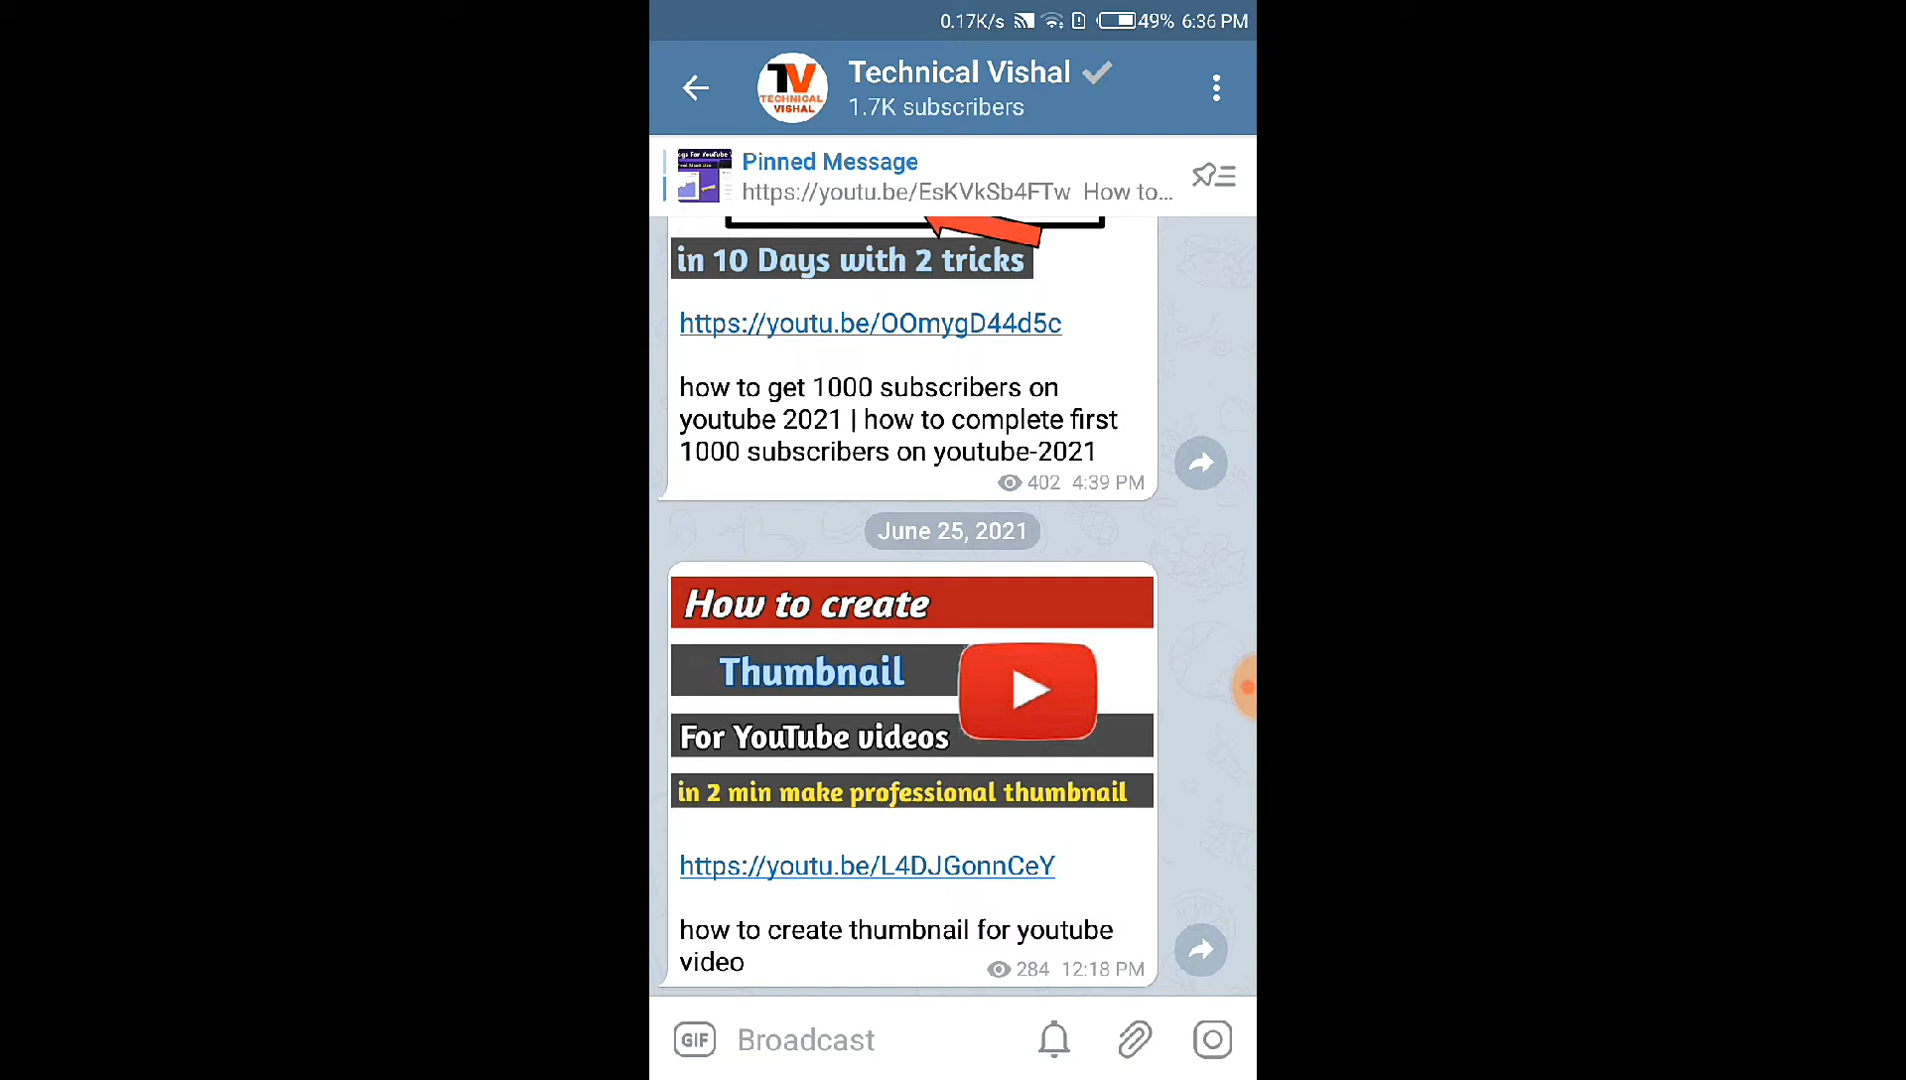 0.17K/s 49% 6:36 PM
TV
TECHNICAL
VISHAL
Technical Vishal
1.7K subscribers
Pinned Message
https://youtu.be/EsKVkSb4FTw How to...
in 10 Days with 2 tricks
https://youtu.be/OOmygD44d5c
how to get 1000 subscribers on
youtube 2021 | how to complete first
1000 subscribers on youtube-2021
402 4:39 PM
June 25, 2021
How to create
Thumbnail
For YouTube videos
in 2 min make professional thumbnail
https://youtu.be/L4DJGonnCeY
how to create thumbnail for youtube
video
284 12:18 PM
GIF Broadcast